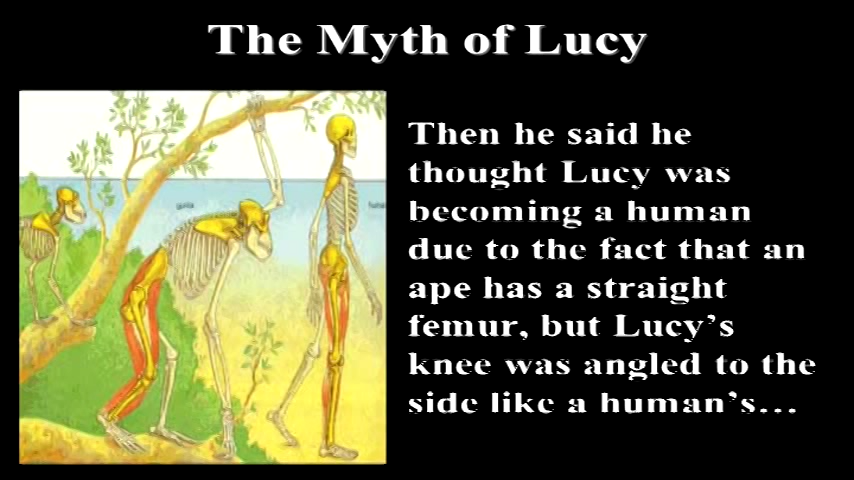 The Myth of Lucy
Then he said he
thought Lucy was
becoming a human
due to the fact that an
ape has a straight
femur, but Lucy's
knee was angled to the
side like a human's...